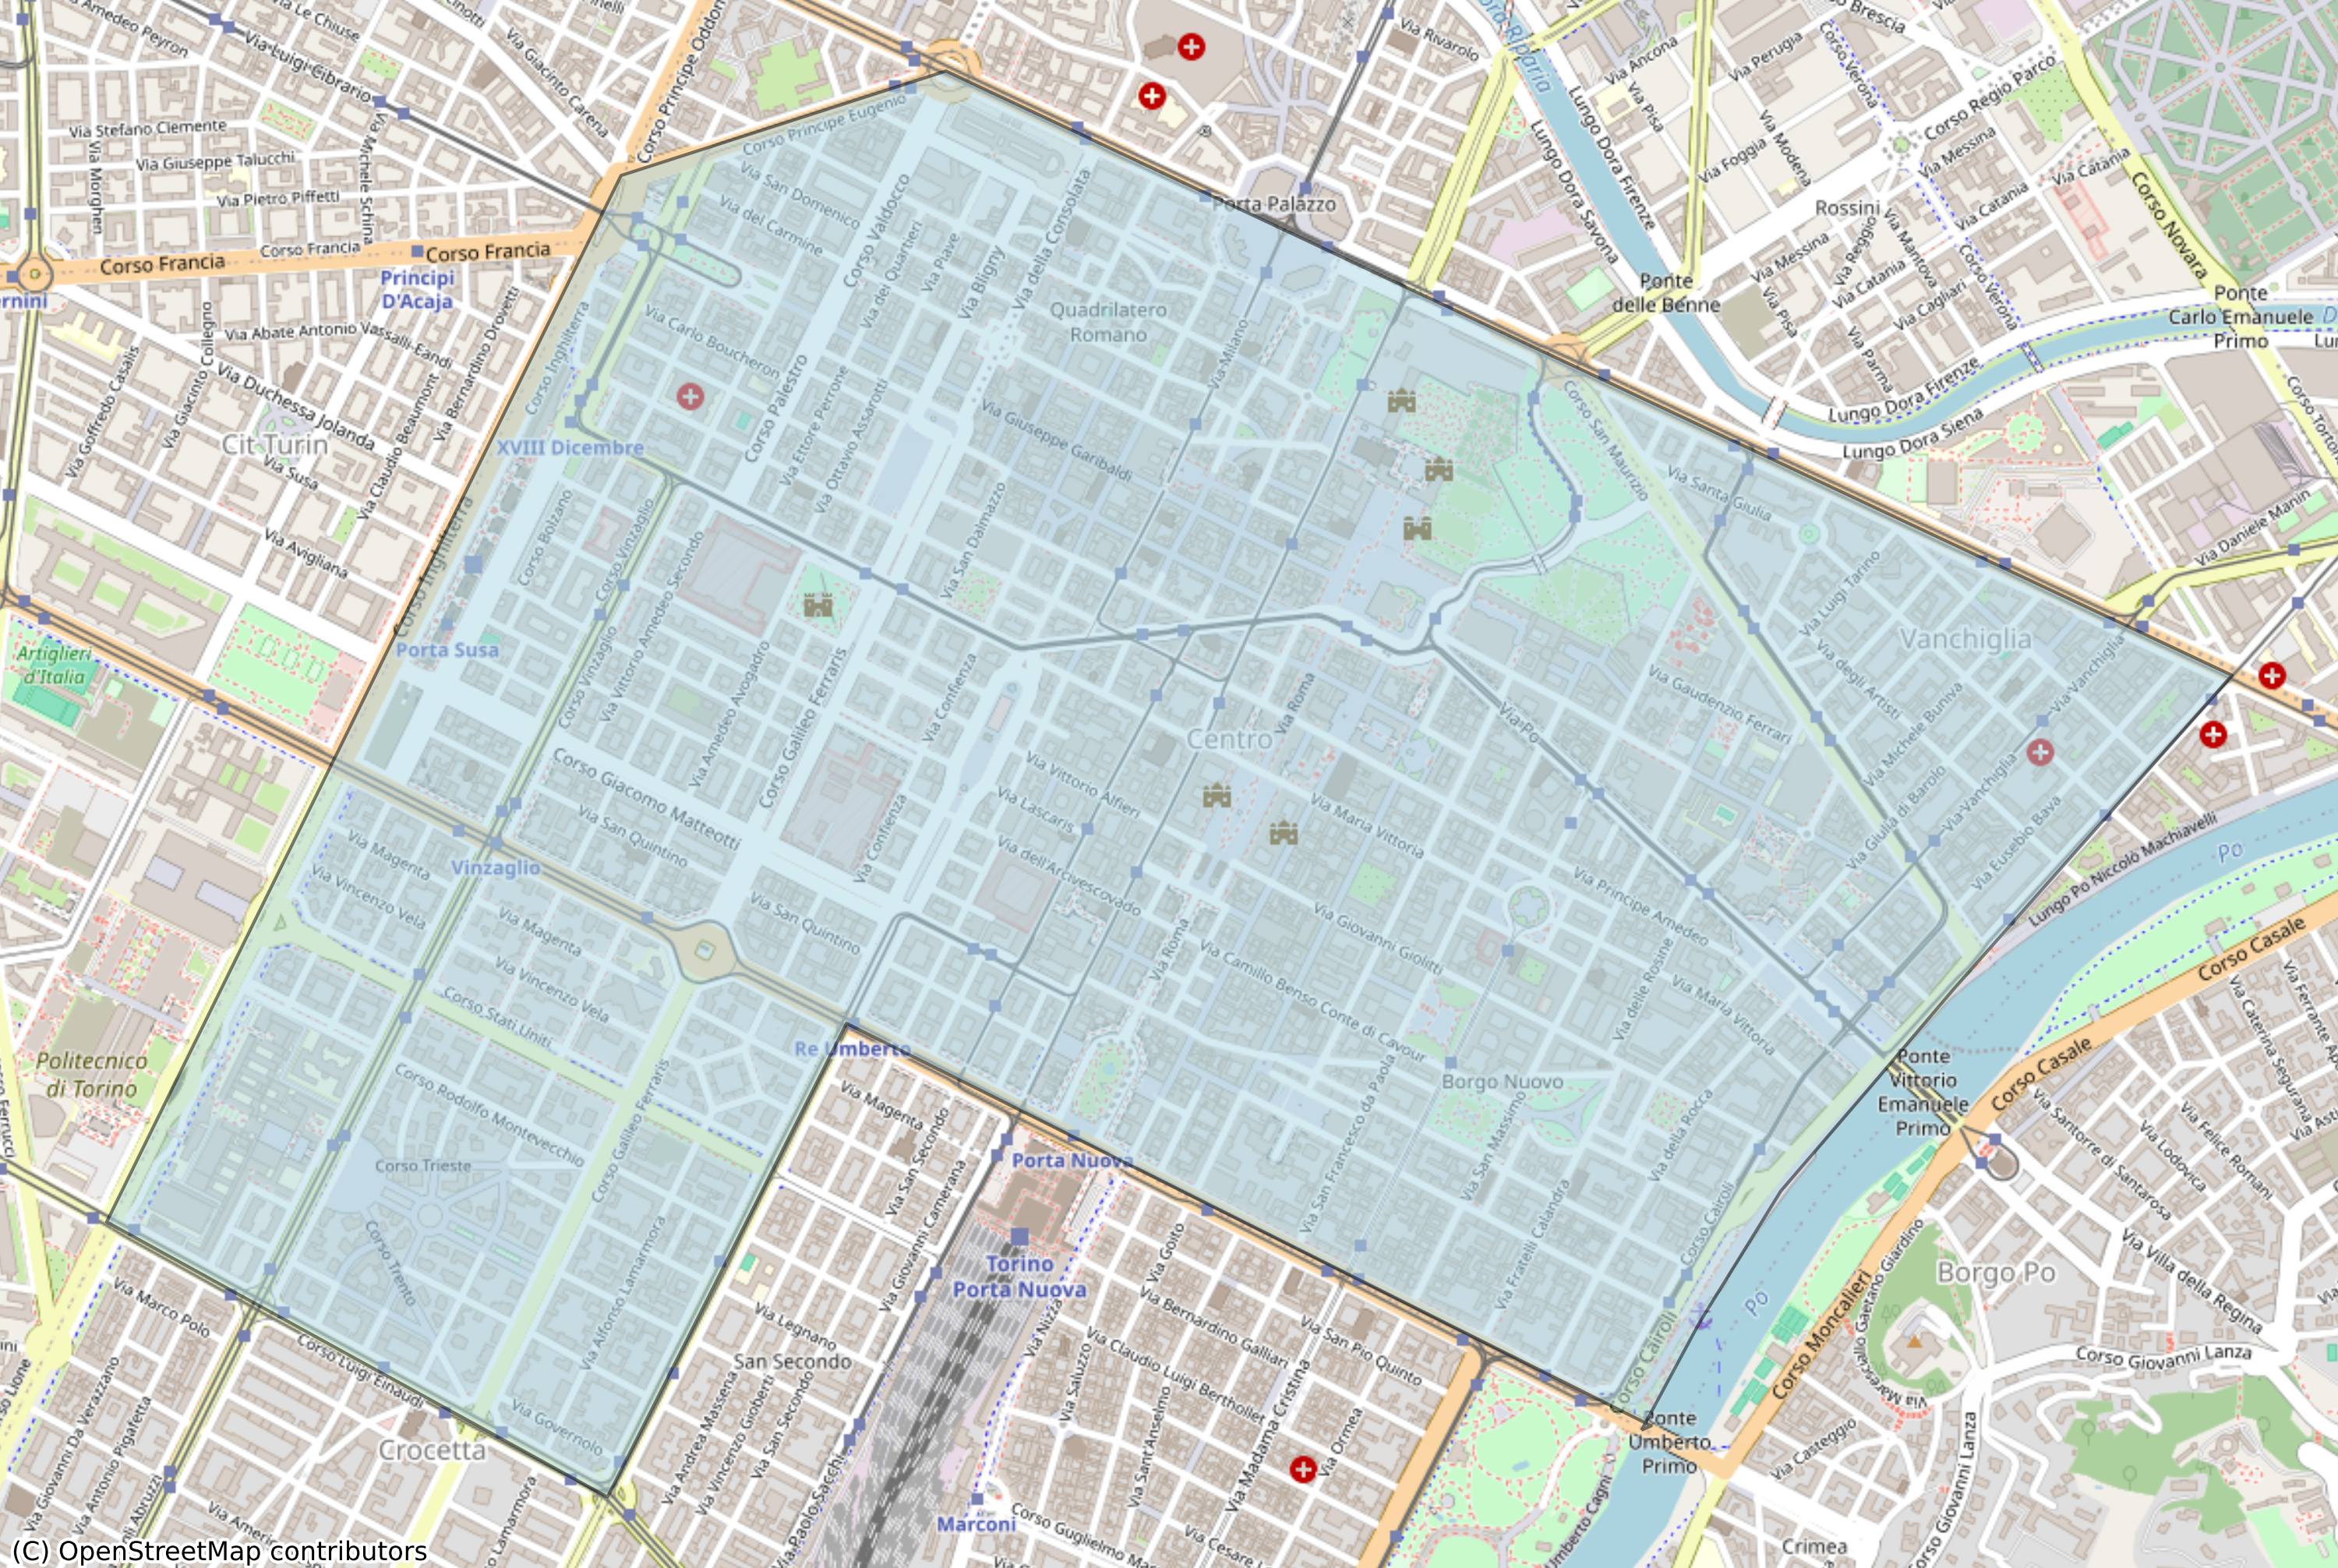 Via Amedeo Peyron
Via Luigi Cibrario
Via Le Chiuse
Via Giacinto Carena
Corso Principe Oddone
Via Rivarolo
Via Ancona
Via Perugia
Corso Verona
Corso Brescia
Corso Regio Parco
Via Stefano Clemente
Via Giuseppe Talucchi
Via Pietro Piffetti
Via Morghen
Via Michele Schina
Corso Principe Eugenio
Via San Domenico
Via del Carmine
Corso Valdocco
Via dei Quartieri
Via Piave
Via Bligny
Via della Consolata
Porta Palazzo
Lungo Dora Firenze
Lungo Dora Savona
Via Pisa
Via Foggia
Via Modena
Via Messina
Via Catania
Via Catania
Rossini
Corso Novara
Corso Francia
Corso Francia
Corso Francia
Principi
D'Acaja
Via Messina
Via Reggio
Via Mantova
Via Catania
Via Cagliari
Corso Verona
Via Pisa
Via Parma
Ponte
delle Benne
Ponte
Carlo Emanuele
Primo
Via Abate Antonio Vassalli-Eandi
Via Bernardino Drovetti
Via Giacinto Collegno
Via Goffredo Casalis
Via Duchessa Jolanda
Via Claudio Beaumont
Cit Turin
Via Susa
Via Avigliana
Corso Inghilterra
Corso Inghilterra
Via Carlo Boucheron
Corso Palestro
Via Ettore Perrone
Via Ottavio Assarotti
Quadrilatero
Romano
Via Milano
Via Giuseppe Garibaldi
Corso San Maurizio
Lungo Dora Firenze
Lungo Dora Siena
XVIII Dicembre
Corso Bolzano
Corso Vinzaglio
Corso Vinzaglio
Via Vittorio Amedeo Secondo
Via San Dalmazzo
Via Santa Giulia
Via Luigi Tarino
Via Daniele Manin
Porta Susa
Artiglieri
d'Italia
Via Amedeo Avogadro
Corso Galileo Ferraris
Via Confienza
Via Confienza
Centro
Via Roma
Via Po
Via Gaudenzio Ferrari
Via degli Artisti
Vanchiglia
Via Vanchiglia
Via Michele Buniva
Via Vanchiglia
Via Giulia di Barolo
Via Eusebio Bava
Lungo Po Niccolò Machiavelli
Po
Corso Giacomo Matteotti
Via San Quintino
Via San Quintino
Via Vittorio Alfieri
Via Lascaris
Via dell'Arcivescovado
Via Maria Vittoria
Via Principe Amedeo
Via Giovanni Giolitti
Via Camillo Benso Conte di Cavour
Via Roma
Via delle Rosine
Via Maria Vittoria
Corso Casale
Corso Casale
Vinzaglio
Via Magenta
Via Vincenzo Vela
Via Magenta
Via Vincenzo Vela
Corso Stati Uniti
Re Umberto
Politecnico
di Torino
Corso Rodolfo Montevecchio
Corso Trieste
Corso Trento
Corso Galileo Ferraris
Via Alfonso Lamarmora
Via Governolo
Borgo Nuovo
Via San Francesco da Paola
Via San Massimo
Via della Rocca
Via Fratelli Calandra
Corso Cairoli
Corso Cairoli
Ponte
Vittorio
Emanuele
Primo
Via Santorre di Santarosa
Via Lodovica
Via Felice Romani
Via Caterina Segurana
Via Villa della Regina
Borgo Po
Po
Corso Moncalieri
Via Maresciallo Gaetano Giardino
Corso Giovanni Lanza
Corso Giovanni Lanza
Via Magenta
Via San Secondo
Via Giovanni Camerana
Porta Nuova
Torino
Porta Nuova
Via Nizza
Via Goito
Via Bernardino Galliari
Via Claudio Luigi Berthollet
Via San Pio Quinto
Via Saluzzo
Via Sant'Anselmo
Via Madama Cristina
Via Ormea
Via Marco Polo
Corso Luigi Einaudi
Via Giovanni Da Verazzano
Via Antonio Pigafetta
Crocetta
Via Legnano
San Secondo
Via Andrea Massena
Via Vincenzo Gioberti
Via San Secondo
Via Paolo Sacchi
Marconi
Ponte
Umberto
Primo
Via Casteggio
Crimea
(C) OpenStreetMap contributors